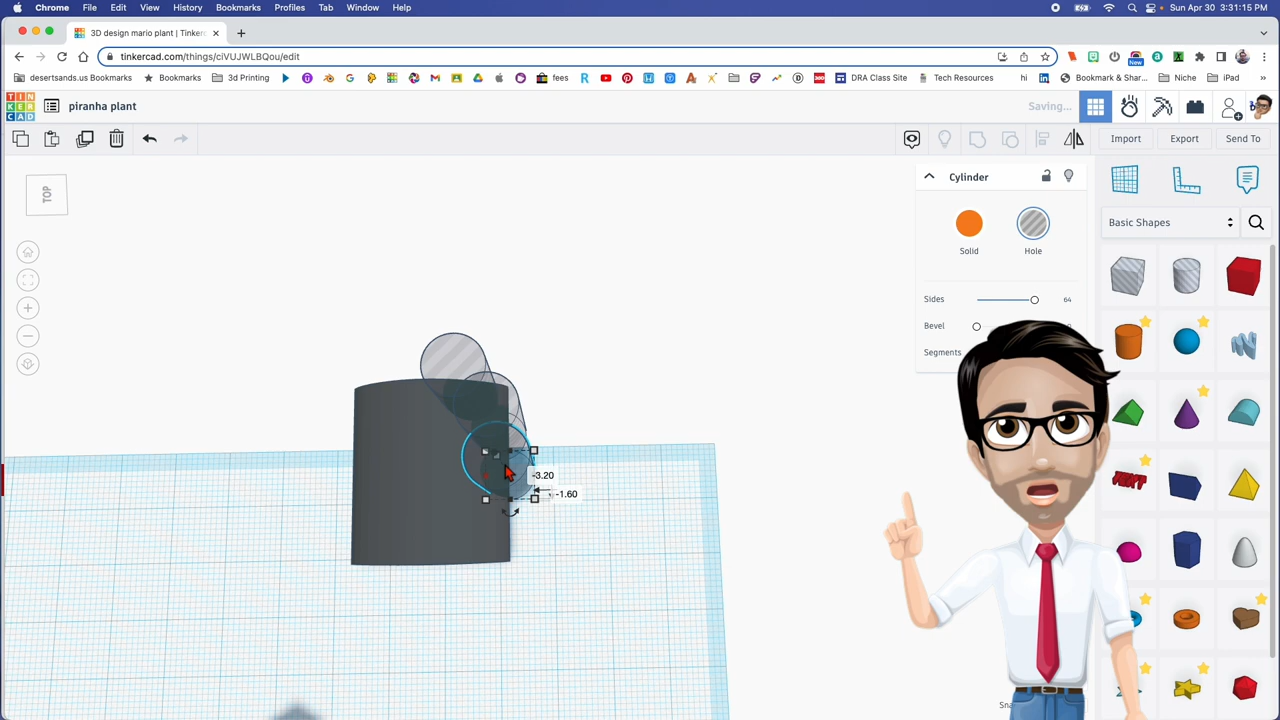 Chrome File Edit View History Bookmarks Profiles Tab Window Help
Sun Apr 30 3:31:15 PM
3D design mario plant | Tinkerc
tinkercad.com/things/ciVUJWLBQou/edit
New
desertsands.us Bookmarks Bookmarks 3d Printing fees DRA Class Site Tech Resources hi Bookmark & Shar... Niche iPad »
TIN
KER
CAD
piranha plant
Saving...
Import Export Send To
TOP
Cylinder
Solid Hole
Sides 64
Bevel
Segments
Basic Shapes
TEXT
-3.20
-1.60
Sna